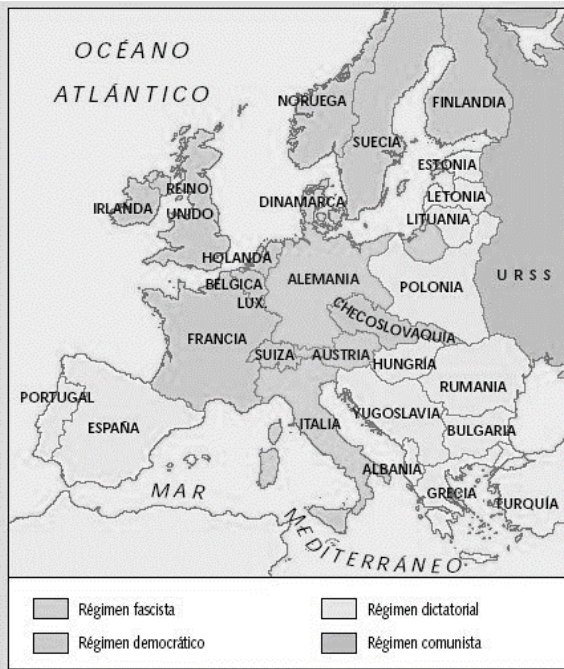 OCÉANO
ATLÁNTICO
NORUEGA
FINLANDIA
SUECIA
ESTONIA
REINO
UNIDO
DINAMARCA
LETONIA
IRLANDA
LITUANIA
HOLANDA
ALEMANIA
URSS
BÉLGICA
POLONIA
LUX.
CHECOSLOVAQUIA
FRANCIA
SUIZA
AUSTRIA
HUNGRÍA
RUMANIA
PORTUGAL
ESPAÑA
ITALIA
YUGOSLAVIA
BULGARIA
ALBANIA
MAR
GRECIA
TURQUÍA
MEDITERRÁNEO
Régimen fascista
Régimen dictatorial
Régimen democrático
Régimen comunista